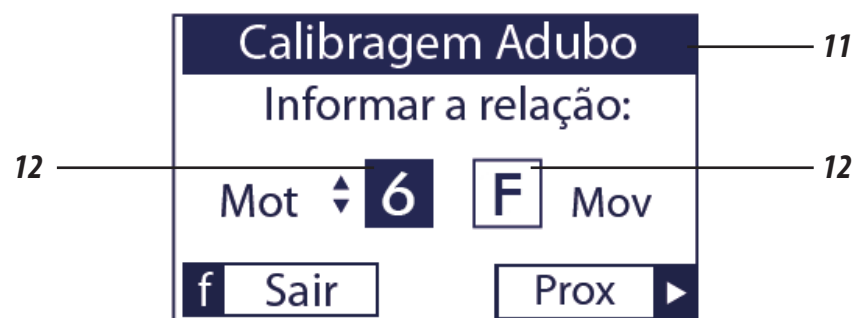 Calibragem Adubo 11
Informar a relação:
12 12
Mot 6 F Mov
f Sair Prox